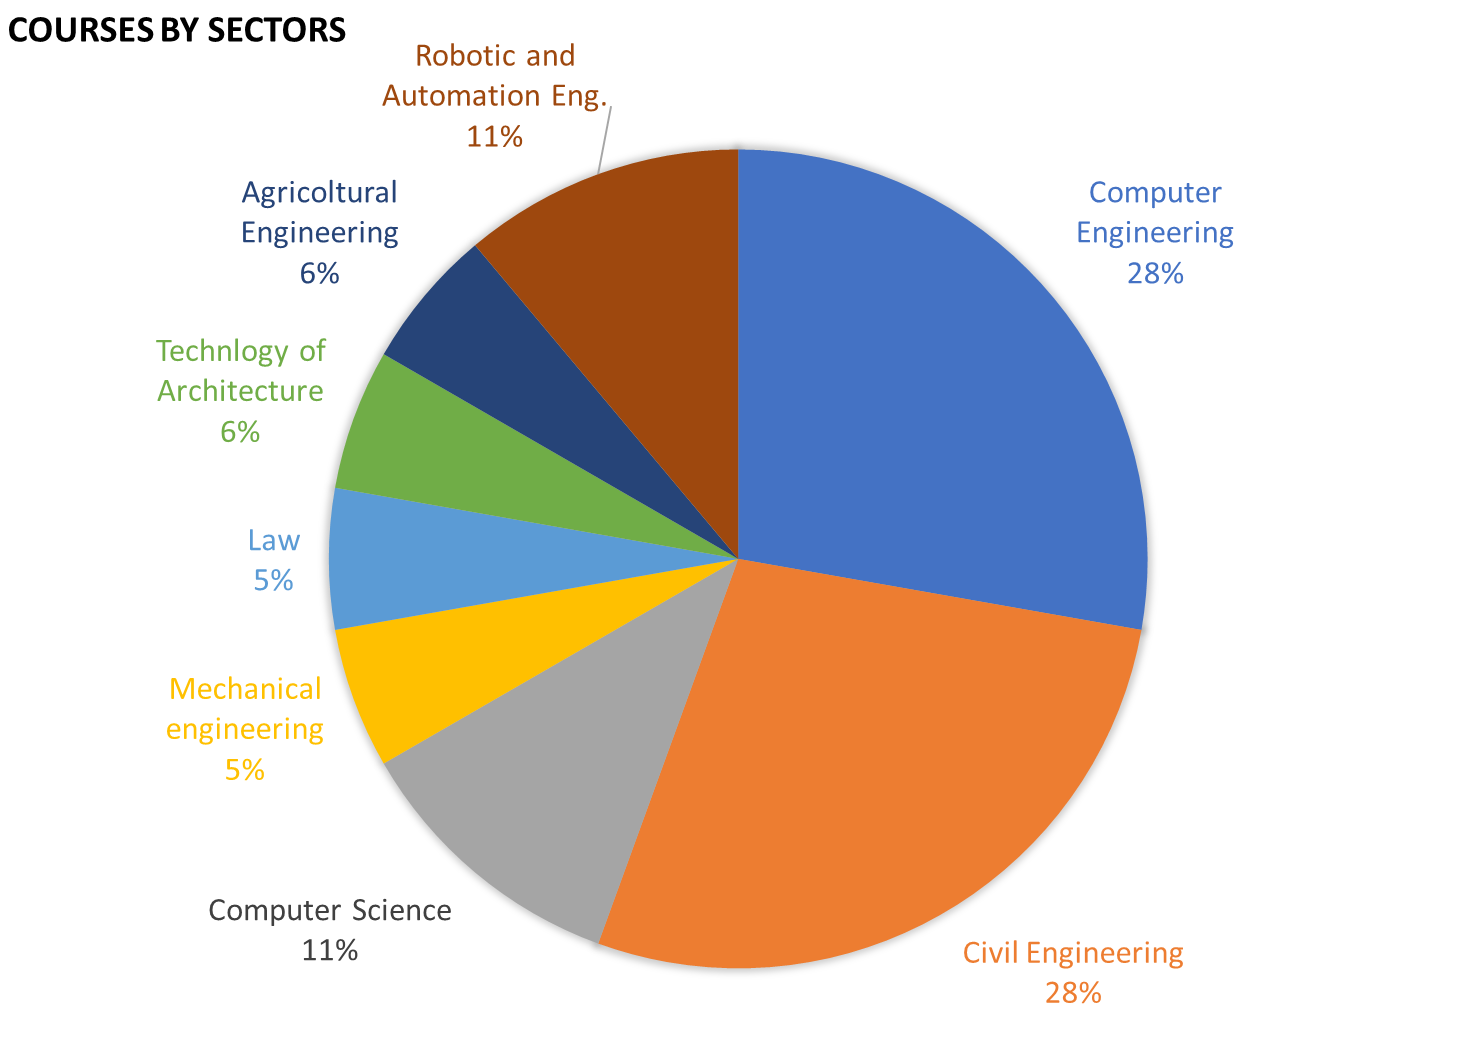 COURSES BY SECTORS
Robotic and
Automation Eng.
11%
Computer
Engineering
28%
Agricoltural
Engineering
6%
Technlogy of
Architecture
6%
Law
5%
Mechanical
engineering
5%
Computer Science
11%
Civil Engineering
28%